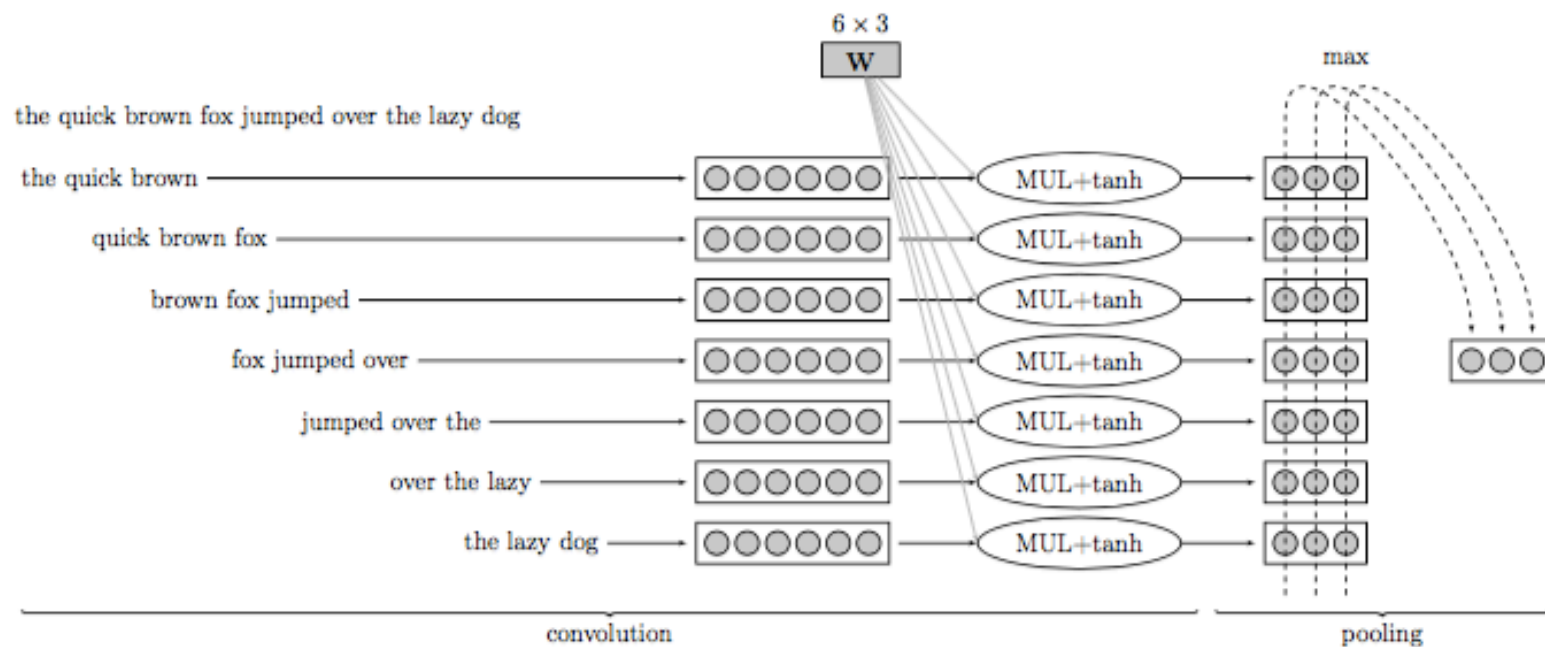 6 × 3
W
max
the quick brown fox jumped over the lazy dog
the quick brown
MUL+tanh
quick brown fox
MUL+tanh
brown fox jumped
MUL+tanh
fox jumped over
MUL+tanh
jumped over the
MUL+tanh
over the lazy
MUL+tanh
the lazy dog
MUL+tanh
convolution
pooling